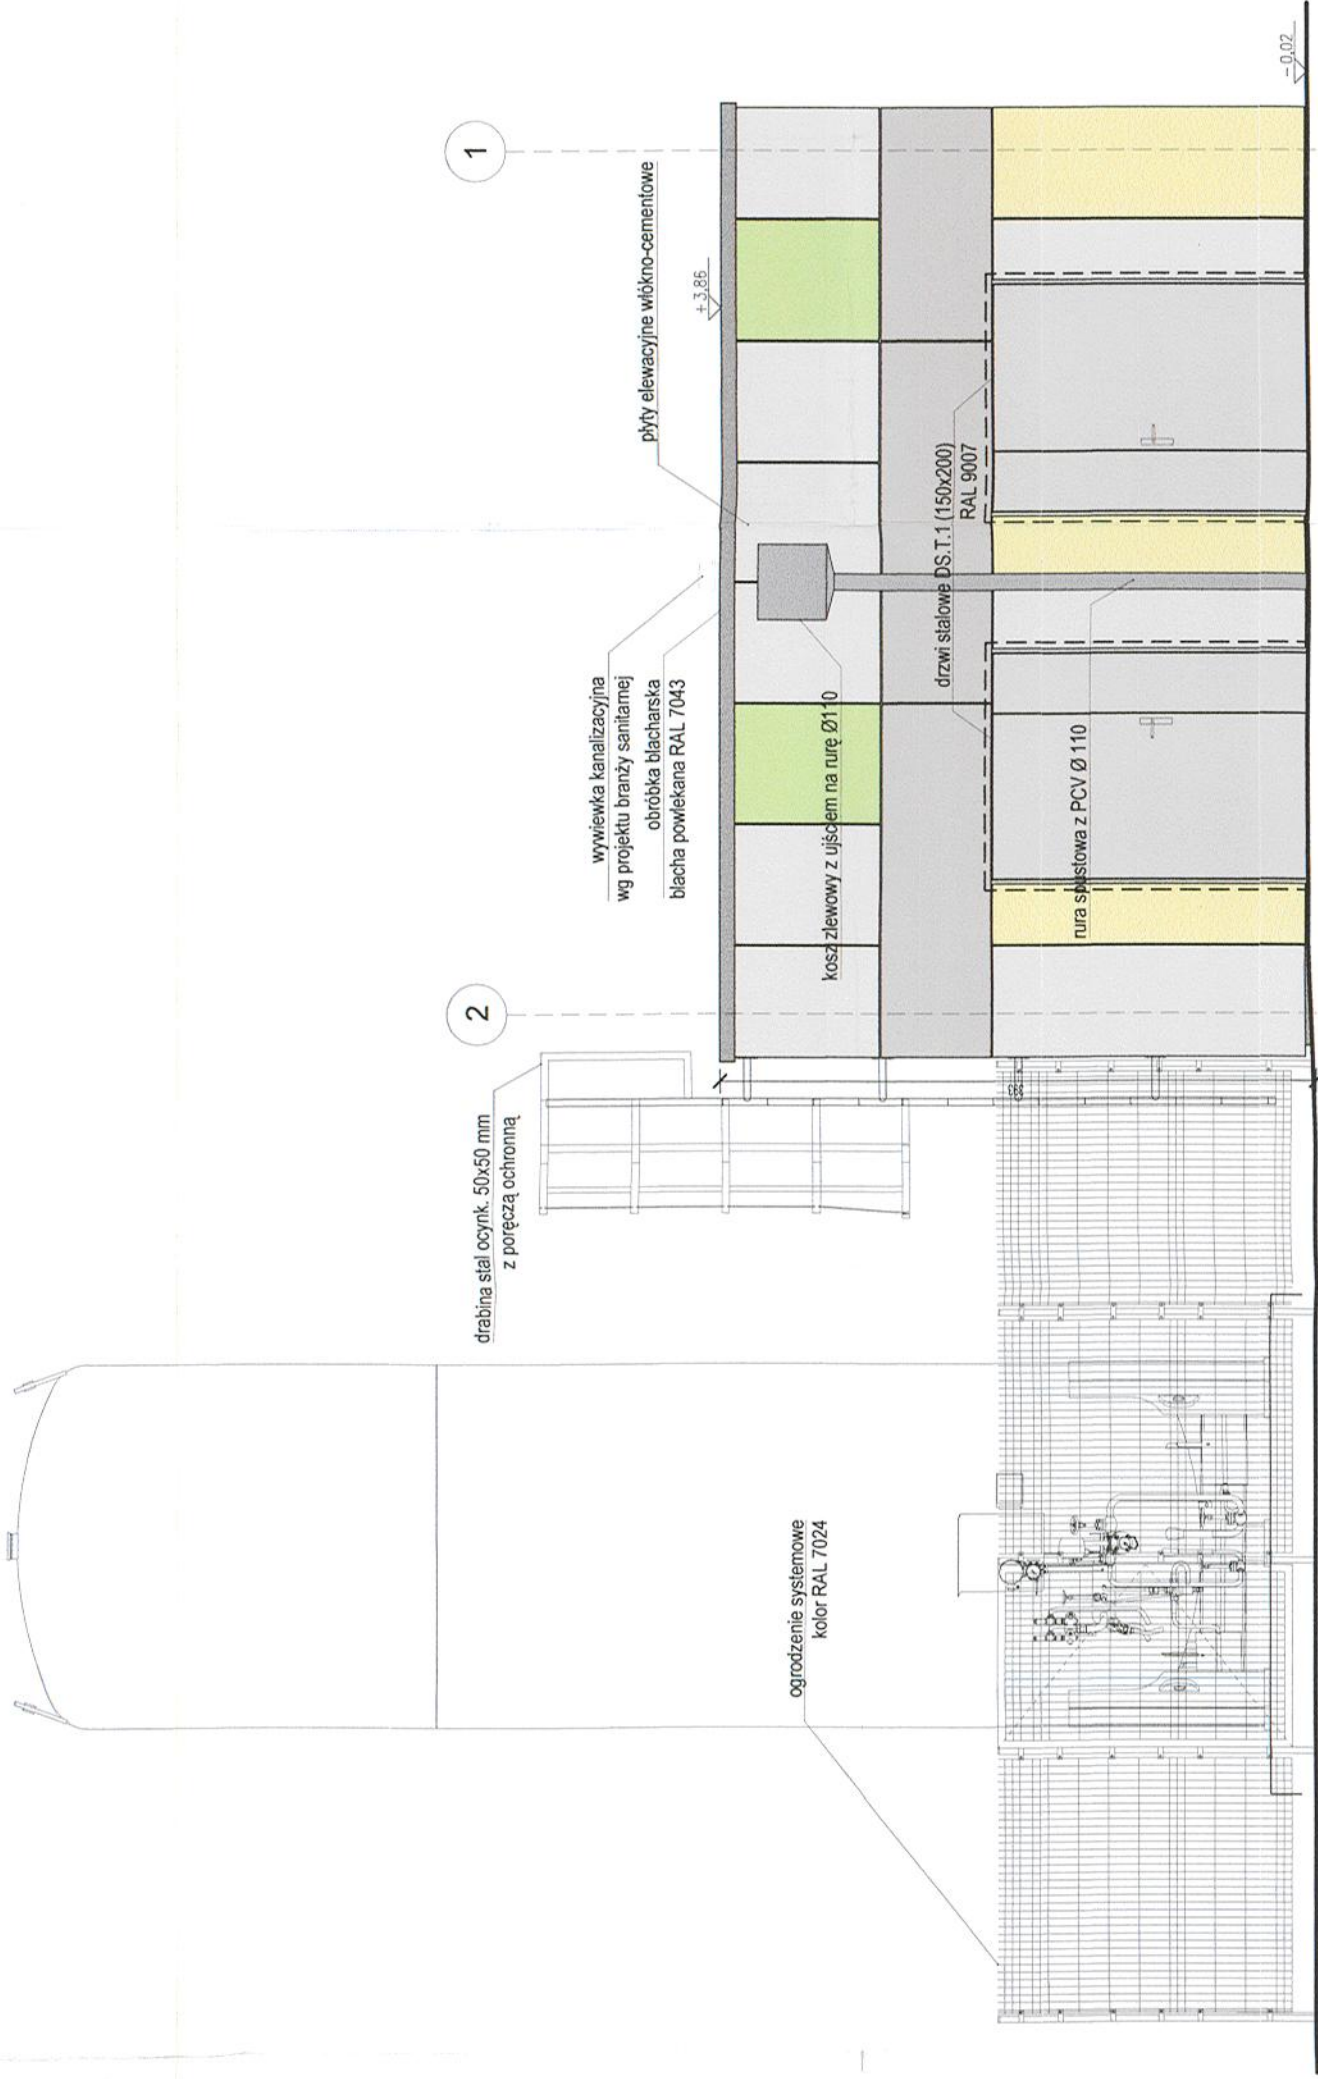 2
1
drabina stal ocynk. 50x50 mm
z poręczą ochronną
wywiewka kanalizacyjna
wg projektu branży sanitarnej
obróbka blacharska
blacha powlekana RAL 7043
płyty elewacyjne włókno-cementowe
+3,86
ogrodzenie systemowe
kolor RAL 7024
kosz zlewowy z ujściem na rurę Ø110
drzwi stalowe DS.T.1 (150x200)
RAL 9007
393
rura spustowa z PCV Ø 110
-0,02